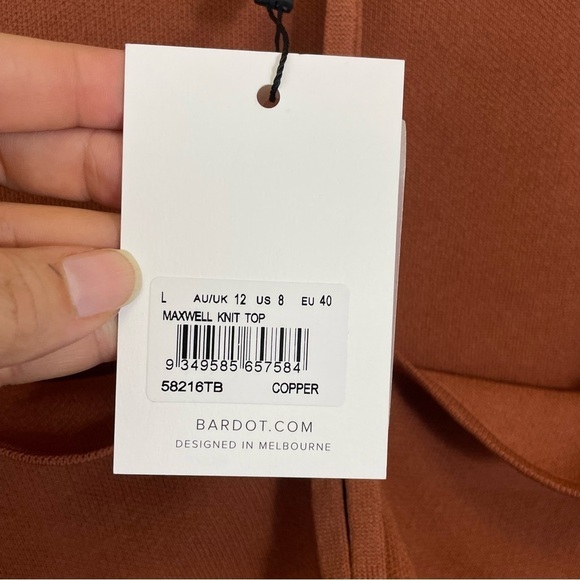 L AU/UK 12 US 8 EU 40
MAXWELL KNIT TOP
9 349585 657584
58216TB COPPER
BARDOT.COM
DESIGNED IN MELBOURNE